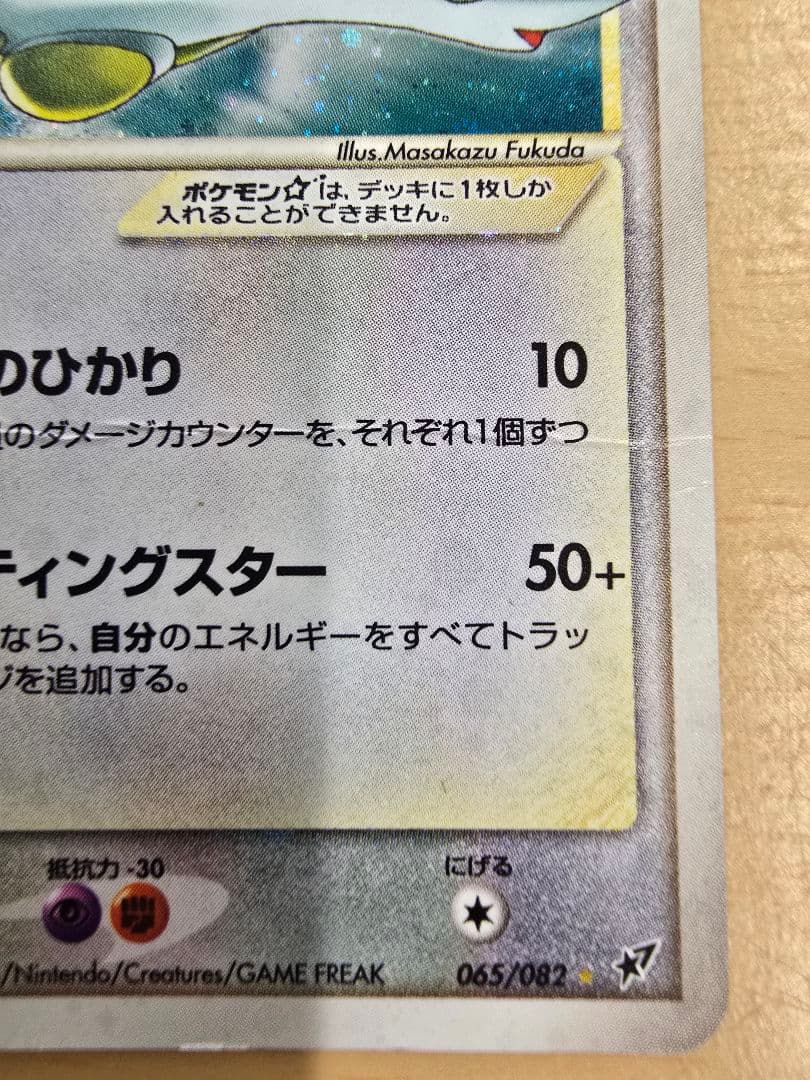 Illus.Masakazu Fukuda
ポケモン☆は、デッキに1枚しか
入れることができません。
のひかり 10
のダメージカウンターを、それぞれ1個ずつ
ティングスター 50+
なら、自分のエネルギーをすべてトラッ
ジを追加する。
抵抗力 -30 にげる
/Nintendo/Creatures/GAME FREAK 065/082 ★